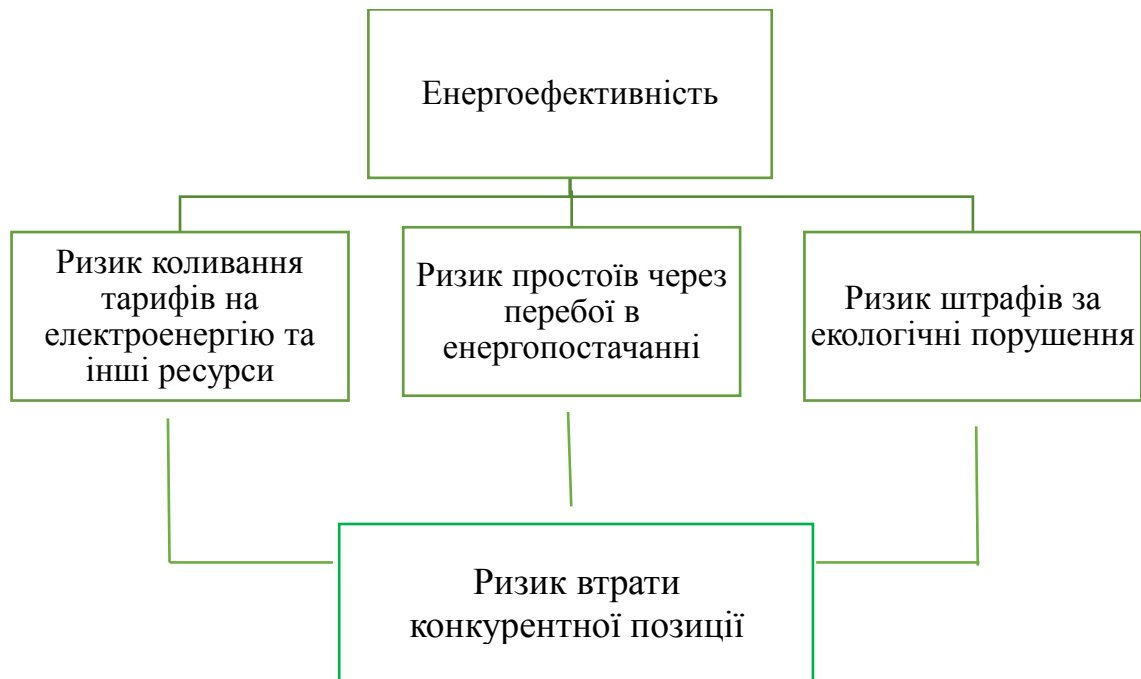 Енергоефективність
Ризик коливання
тарифів на
електроенергію та
інші ресурси
Ризик простоїв через
перебої в
енергопостачанні
Ризик штрафів за
екологічні порушення
Ризик втрати
конкурентної позиції